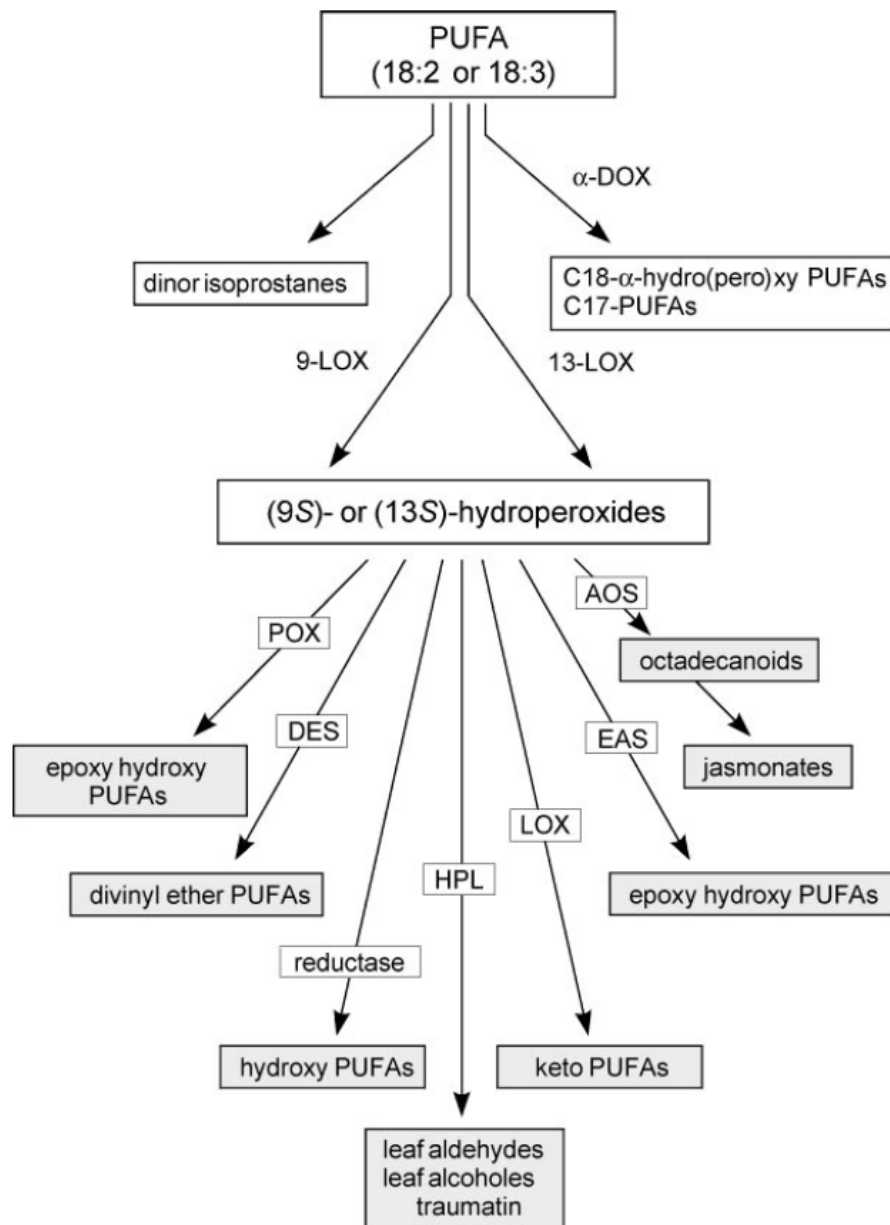 PUFA
(18:2 or 18:3)
α-DOX
dinor isoprostanes
C18-α-hydro(pero)xy PUFAs
C17-PUFAs
9-LOX
13-LOX
(9S)- or (13S)-hydroperoxides
AOS
POX
octadecanoids
DES
EAS
epoxy hydroxy
PUFAs
jasmonates
LOX
divinyl ether PUFAs
HPL
epoxy hydroxy PUFAs
reductase
hydroxy PUFAs
keto PUFAs
leaf aldehydes
leaf alcoholes
traumatin